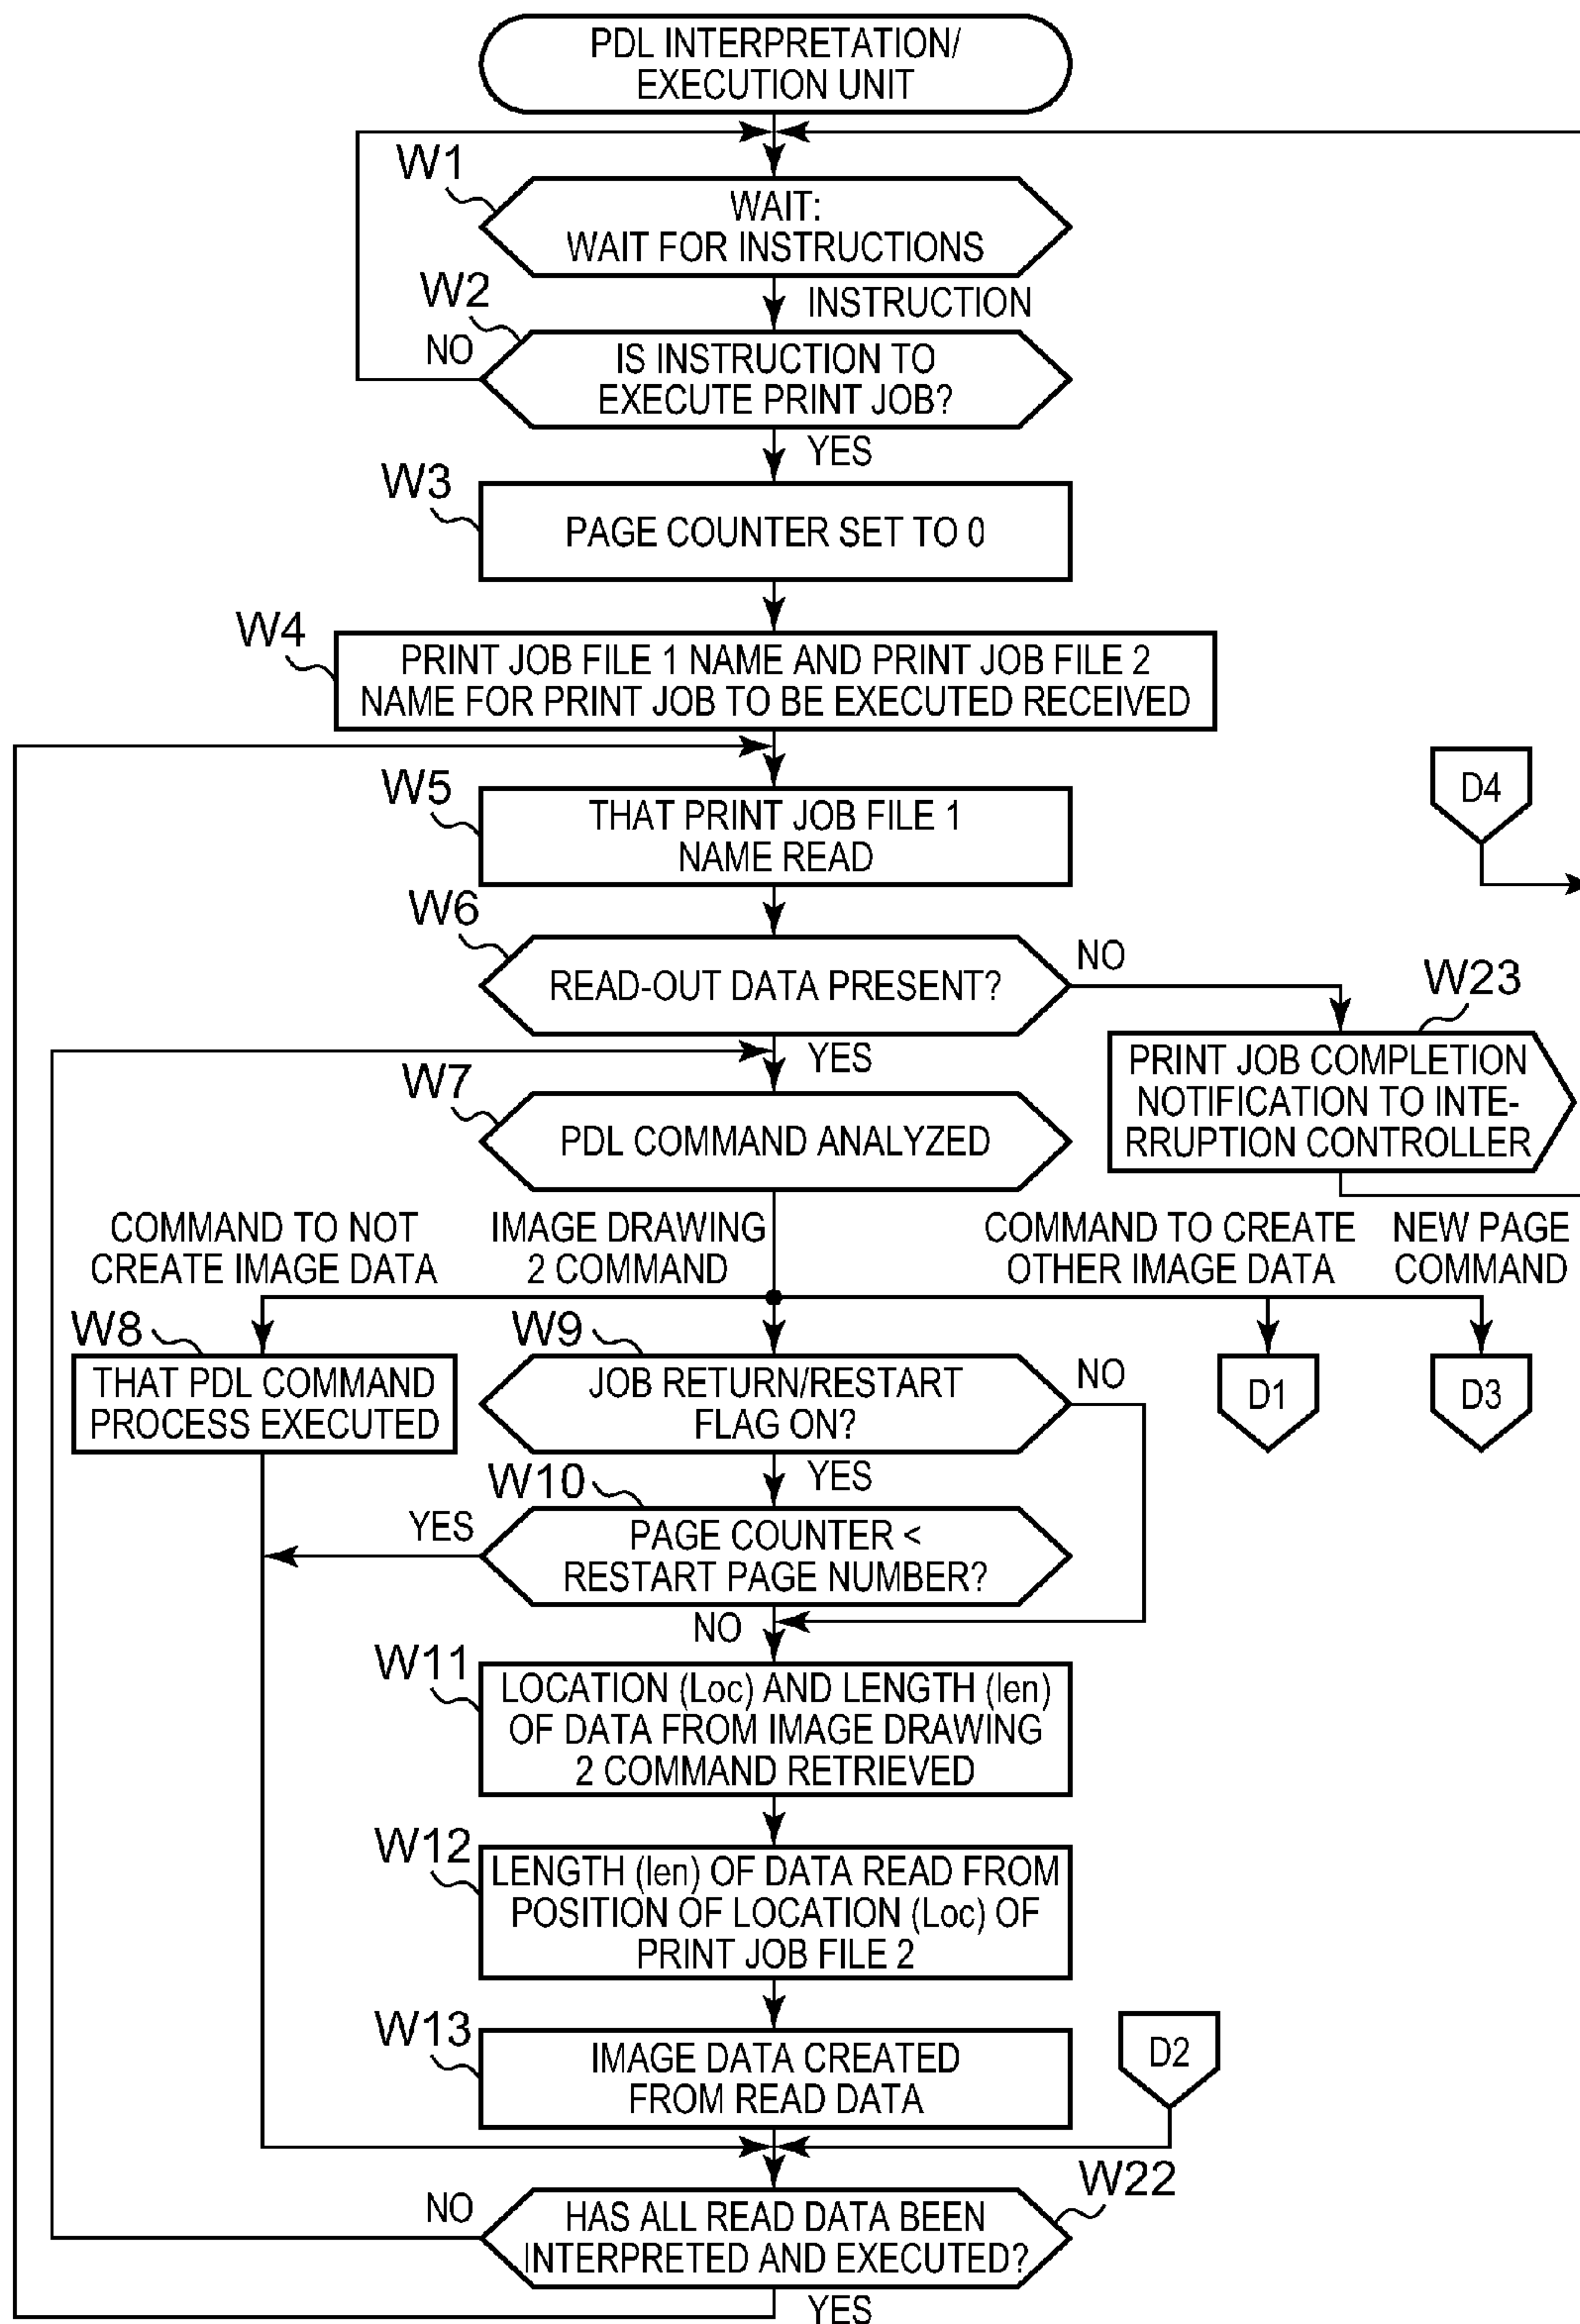 PDL INTERPRETATION/
EXECUTION UNIT
W1
WAIT:
WAIT FOR INSTRUCTIONS
W2
INSTRUCTION
NO
IS INSTRUCTION TO
EXECUTE PRINT JOB?
YES
W3
PAGE COUNTER SET TO 0
W4
PRINT JOB FILE 1 NAME AND PRINT JOB FILE 2
NAME FOR PRINT JOB TO BE EXECUTED RECEIVED
D4
W5
THAT PRINT JOB FILE 1
NAME READ
W6
READ-OUT DATA PRESENT?
NO
W23
PRINT JOB COMPLETION
NOTIFICATION TO INTE-
RRUPTION CONTROLLER
YES
W7
PDL COMMAND ANALYZED
COMMAND TO NOT
CREATE IMAGE DATA
IMAGE DRAWING
2 COMMAND
COMMAND TO CREATE
OTHER IMAGE DATA
NEW PAGE
COMMAND
W8
THAT PDL COMMAND
PROCESS EXECUTED
W9
JOB RETURN/RESTART
FLAG ON?
NO
D1
D3
YES
W10
YES
PAGE COUNTER <
RESTART PAGE NUMBER?
NO
W11
LOCATION (Loc) AND LENGTH (len)
OF DATA FROM IMAGE DRAWING
2 COMMAND RETRIEVED
W12
LENGTH (len) OF DATA READ FROM
POSITION OF LOCATION (Loc) OF
PRINT JOB FILE 2
W13
IMAGE DATA CREATED
FROM READ DATA
D2
W22
NO
HAS ALL READ DATA BEEN
INTERPRETED AND EXECUTED?
YES